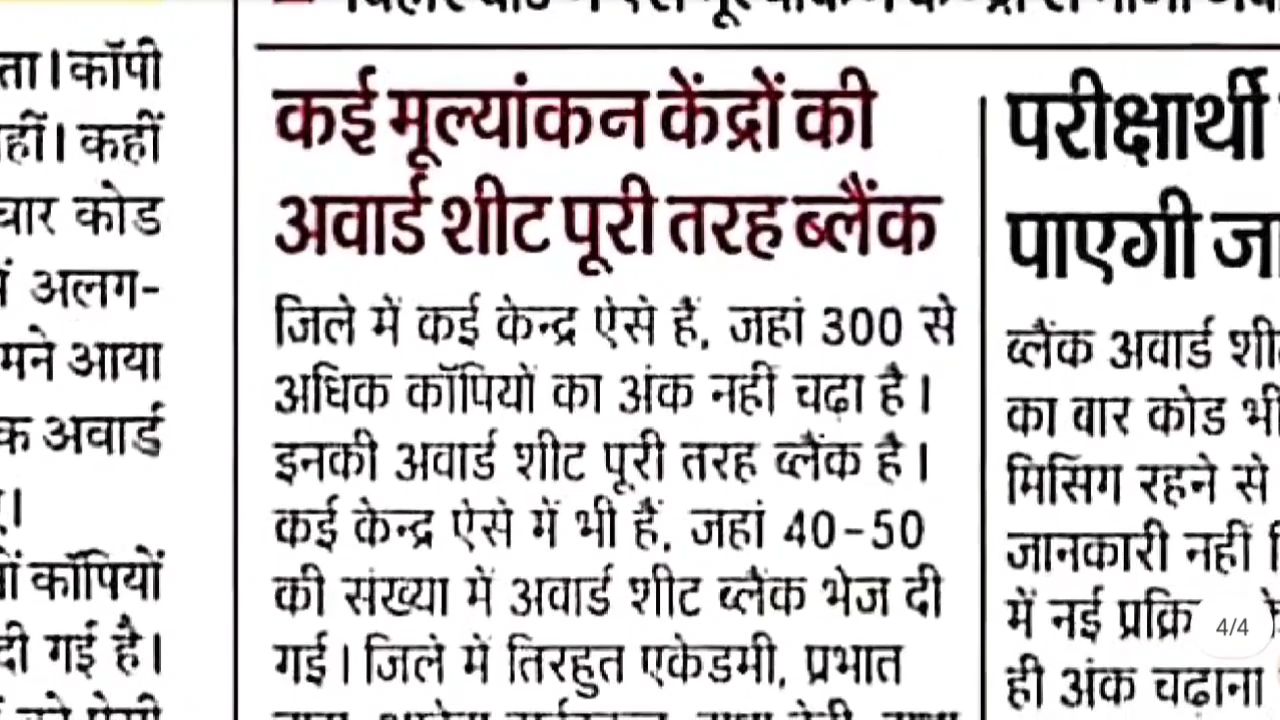 ता। कॉपी
कहीं
कोड
अलग-
आया
अवार्ड
कॉपियों
दी गई है।
कई मूल्यांकन केंद्रों की
अवार्ड शीट पूरी तरह ब्लैंक
जिले में कई केन्द्र ऐसे हैं, जहां 300 से
अधिक कॉपियों का अंक नहीं चढ़ा है।
इनकी अवार्ड शीट पूरी तरह ब्लैंक है।
कई केन्द्र ऐसे में भी हैं, जहां 40-50
की संख्या में अवार्ड शीट ब्लैंक भेज दी
गई। जिले में तिरहुत एकेडमी, प्रभात
परीक्षार्थी
पाएगी
ब्लैंक अवार्ड
का वार कोड भी
मिसिंग रहने से
जानकारी नहीं
में नई
ही अंक चढ़ाना
4/4